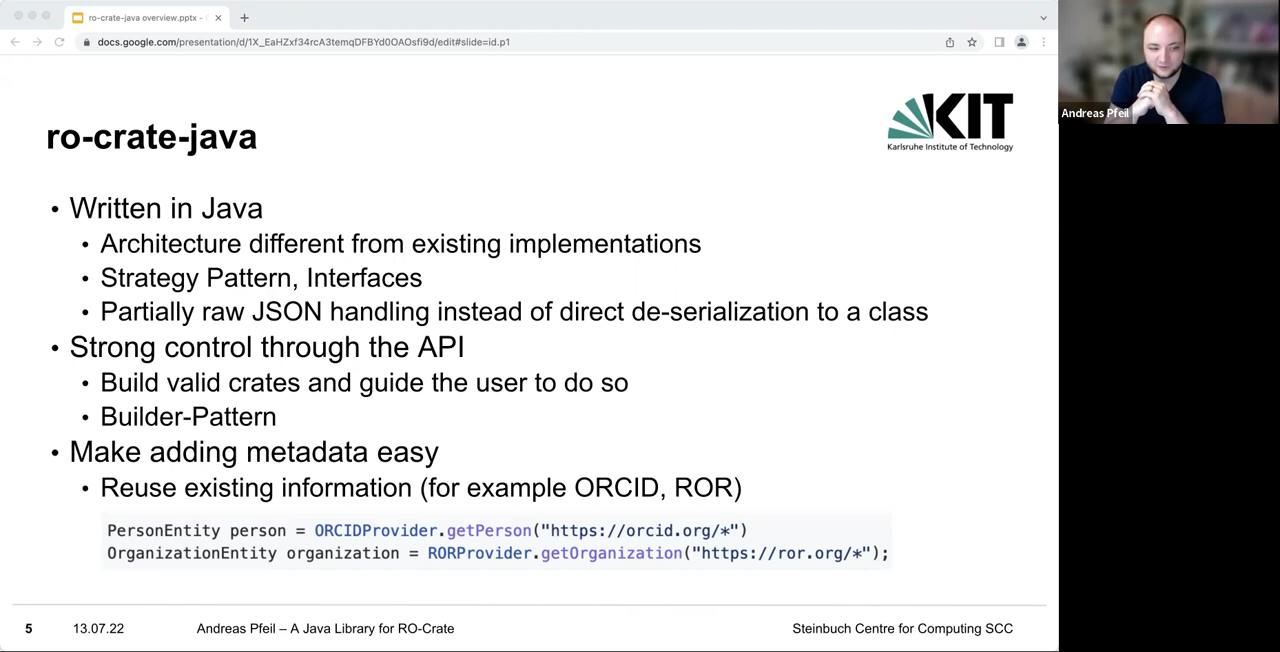 ro-crate-java overview.pptx -
docs.google.com/presentation/d/1X_EaHZxf34rcA3temqDFBYd0OAOsfi9d/edit#slide=id.p1
Andreas Pfeil
ro-crate-java
KIT
Karlsruhe Institute of Technology
• Written in Java
• Architecture different from existing implementations
• Strategy Pattern, Interfaces
• Partially raw JSON handling instead of direct de-serialization to a class
• Strong control through the API
• Build valid crates and guide the user to do so
• Builder-Pattern
• Make adding metadata easy
• Reuse existing information (for example ORCID, ROR)
PersonEntity person = ORCIDProvider.getPerson("https://orcid.org/*")
OrganizationEntity organization = RORProvider.getOrganization("https://ror.org/*");
5 13.07.22 Andreas Pfeil – A Java Library for RO-Crate Steinbuch Centre for Computing SCC